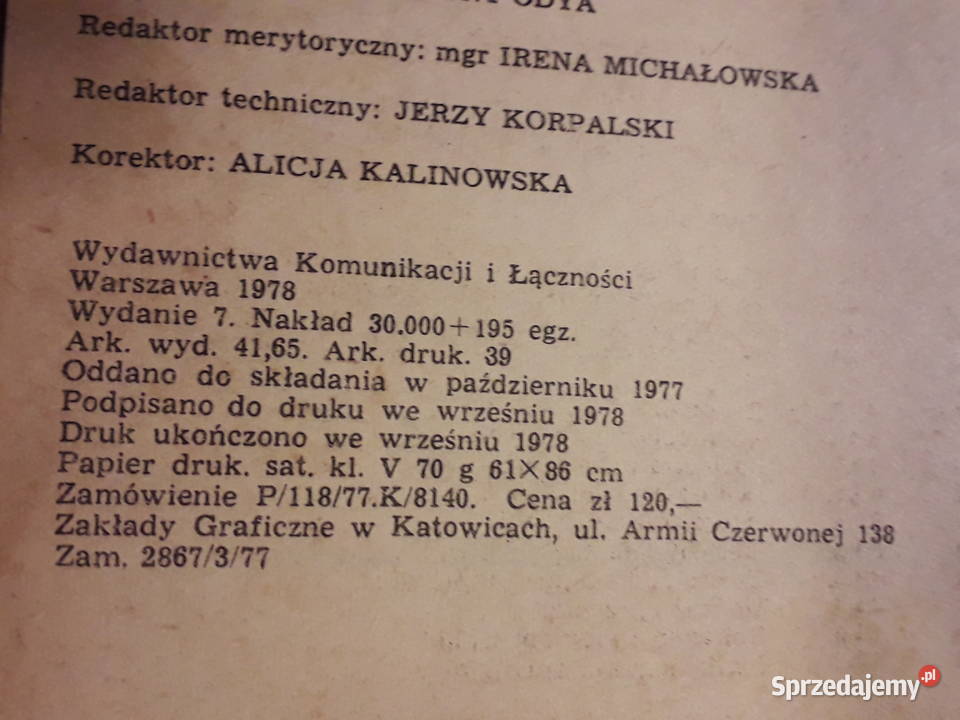 Redaktor merytoryczny: mgr IRENA MICHAŁOWSKA
Redaktor techniczny: JERZY KORPALSKI
Korektor: ALICJA KALINOWSKA
Wydawnictwa Komunikacji i Łączności
Warszawa 1978
Wydanie 7. Nakład 30.000+195 egz.
Ark. wyd. 41,65. Ark. druk. 39
Oddano do składania w październiku 1977
Podpisano do druku we wrześniu 1978
Druk ukończono we wrześniu 1978
Papier druk. sat. kl. V 70 g 61×86 cm
Zamówienie P/118/77.K/8140. Cena zł 120,—
Zakłady Graficzne w Katowicach, ul. Armii Czerwonej 138
Zam. 2867/3/77
Sprzedajemy.pl